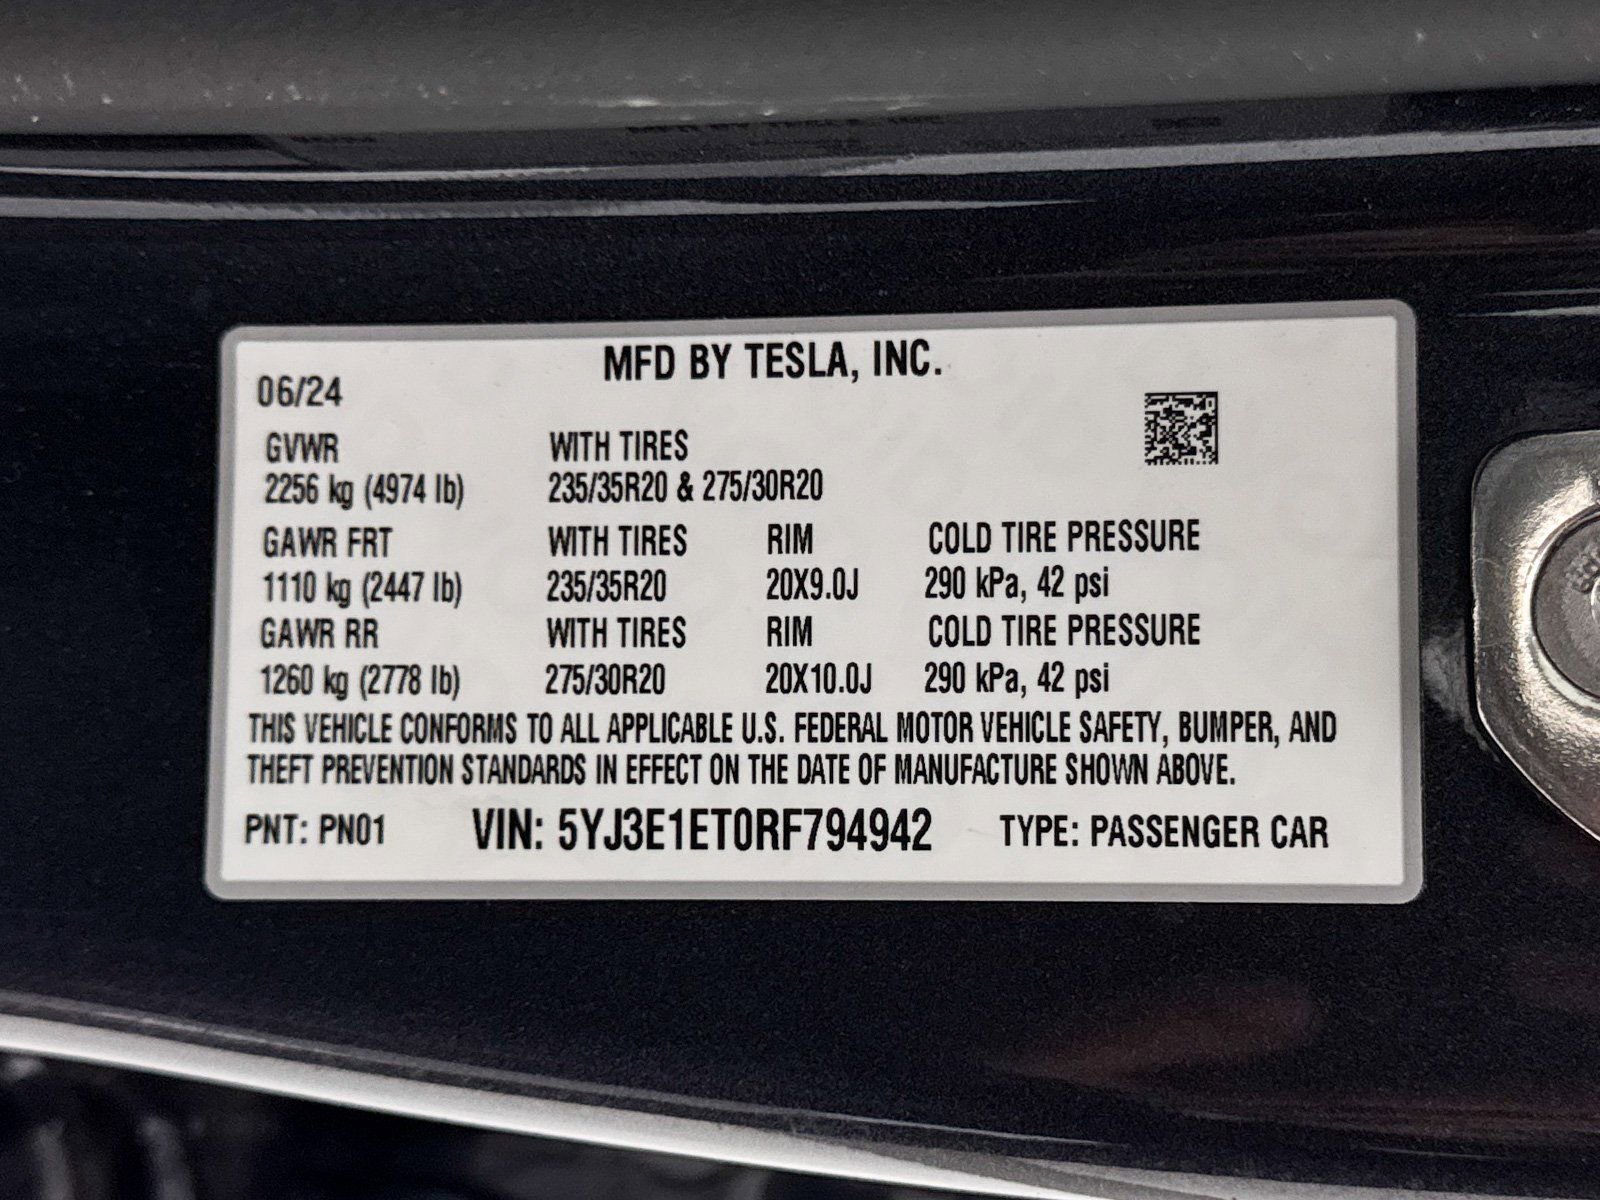 MFD BY TESLA, INC.
06/24
GVWR WITH TIRES
2256 kg (4974 lb) 235/35R20 & 275/30R20
GAWR FRT WITH TIRES RIM COLD TIRE PRESSURE
1110 kg (2447 lb) 235/35R20 20X9.0J 290 kPa, 42 psi
GAWR RR WITH TIRES RIM COLD TIRE PRESSURE
1260 kg (2778 lb) 275/30R20 20X10.0J 290 kPa, 42 psi
THIS VEHICLE CONFORMS TO ALL APPLICABLE U.S. FEDERAL MOTOR VEHICLE SAFETY, BUMPER, AND
THEFT PREVENTION STANDARDS IN EFFECT ON THE DATE OF MANUFACTURE SHOWN ABOVE.
PNT: PN01 VIN: 5YJ3E1ET0RF794942 TYPE: PASSENGER CAR